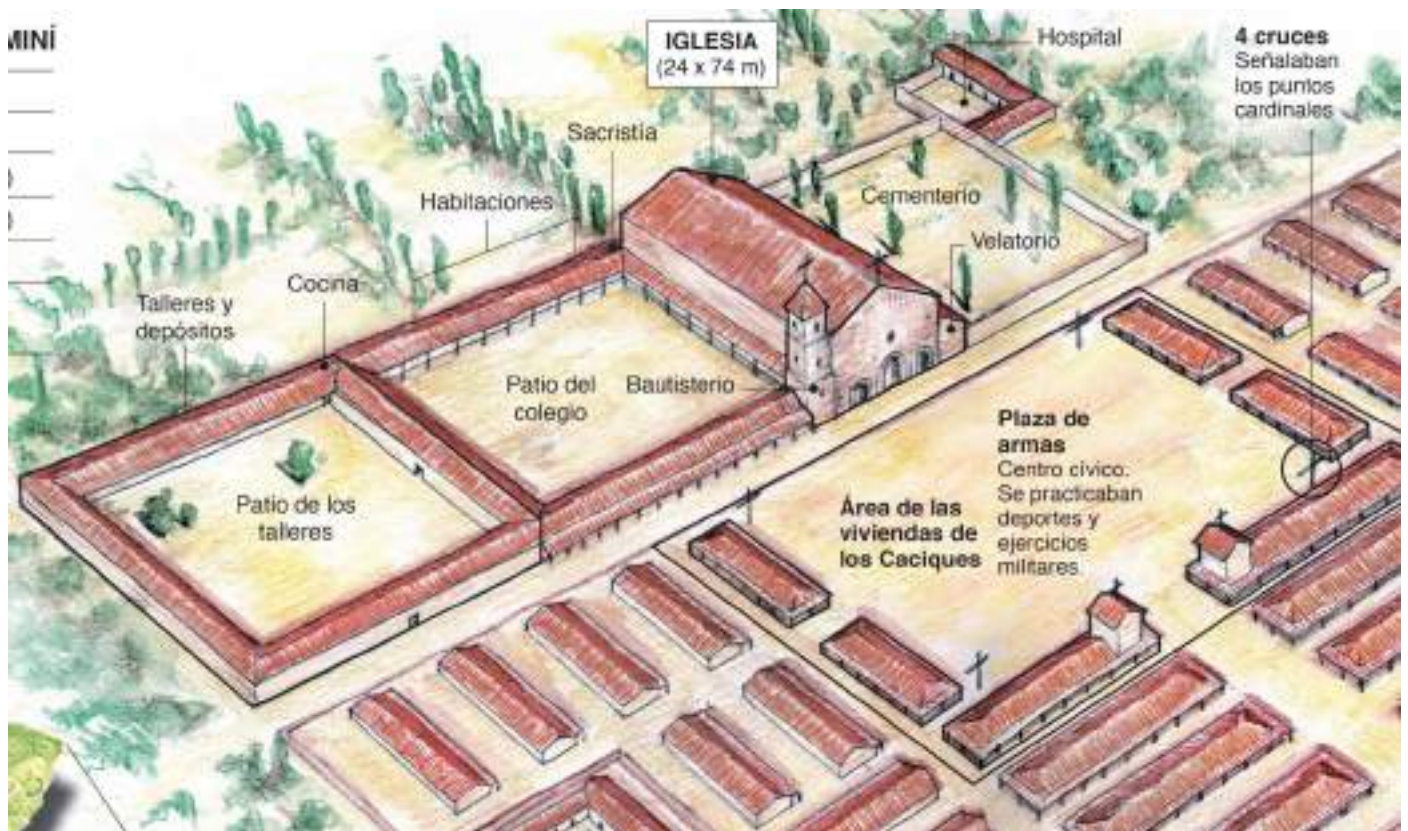 MINÍ
IGLESIA
(24 x 74 m)
Hospital
4 cruces
Señalaban
los puntos
cardinales
Sacristía
Habitaciones
Cementerio
Velatorio
Cocina
Talleres y
depósitos
Patio del
colegio
Bautisterio
Plaza de
armas
Centro cívico.
Se practicaban
deportes y
ejercicios
militares
Área de las
viviendas de
los Caciques
Patio de los
talleres